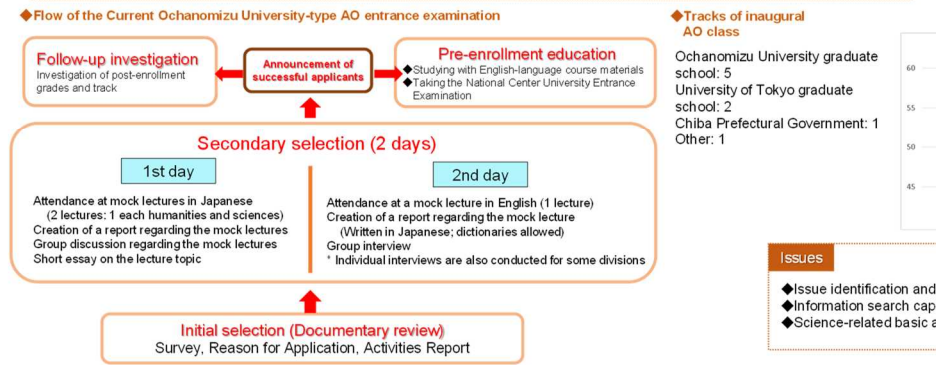 ◆Flow of the Current Ochanomizu University-type AO entrance examination
Follow-up investigation
Investigation of post-enrollment
grades and track
Announcement of
successful applicants
Pre-enrollment education
◆Studying with English-language course materials
◆Taking the National Center University Entrance
Examination
Secondary selection (2 days)
1st day
Attendance at mock lectures in Japanese
(2 lectures: 1 each humanities and sciences)
Creation of a report regarding the mock lectures
Group discussion regarding the mock lectures
Short essay on the lecture topic
2nd day
Attendance at a mock lecture in English (1 lecture)
Creation of a report regarding the mock lecture
(Written in Japanese; dictionaries allowed)
Group interview
* Individual interviews are also conducted for some divisions
Initial selection (Documentary review)
Survey, Reason for Application, Activities Report
◆Tracks of inaugural
AO class
Ochanomizu University graduate
school: 5
University of Tokyo graduate
school: 2
Chiba Prefectural Government: 1
Other: 1
60
55
50
45
Issues
◆Issue identification and
◆Information search cap
◆Science-related basic a